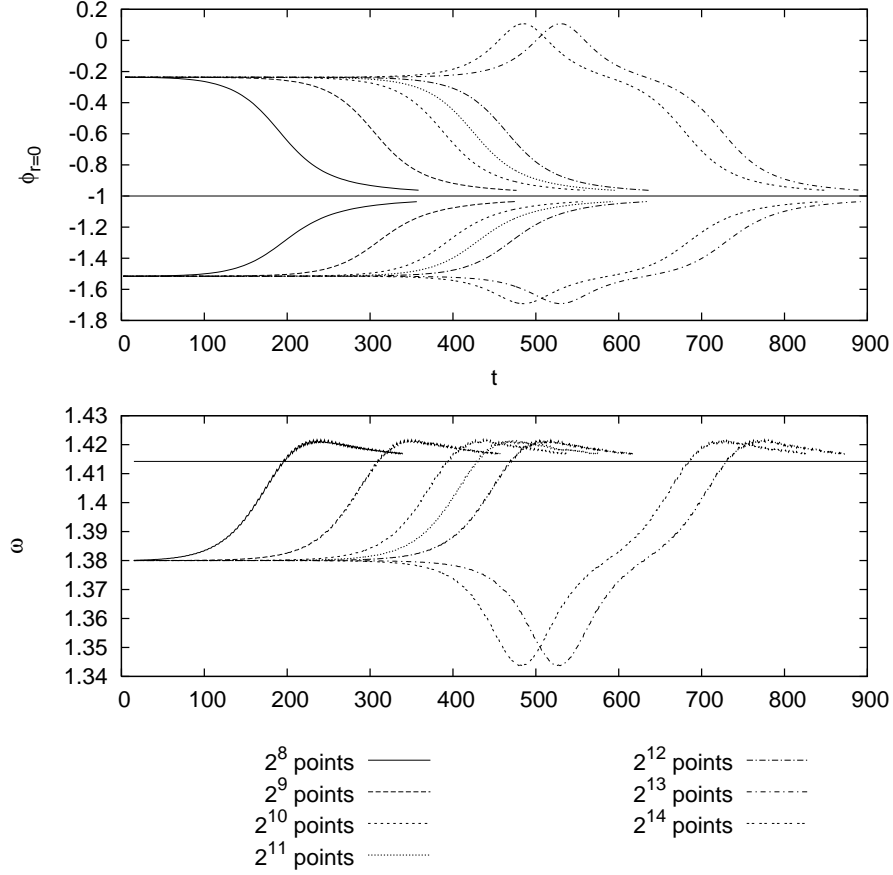 0.2
0
-0.2
-0.4
-0.6
-0.8
-1
-1.2
-1.4
-1.6
-1.8
ϕr=0
0 100 200 300 400 500 600 700 800 900
t
1.43
1.42
1.41
1.4
1.39
1.38
1.37
1.36
1.35
1.34
ω
0 100 200 300 400 500 600 700 800 900
2^8 points
2^9 points
2^10 points
2^11 points
2^12 points
2^13 points
2^14 points